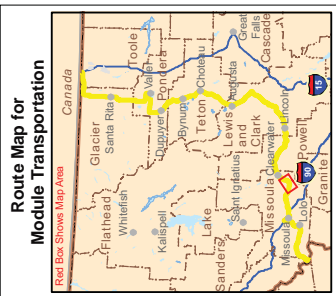 Route Map for
Module Transportation
Red Box Shows Map Area
Canada
Glacier
Toole
Santa Rita
Valier
Pondera
Dupuyer
Flathead
Whitefish
Bynum
Choteau
Teton
Kalispell
Great
Falls
Cascade
Augusta
Lake
Lewis
and
Clark
Lincoln
Sanders
Saint Ignatius
Missoula
Clearwater
Powell
15
90
Missoula
Lolo
Granite